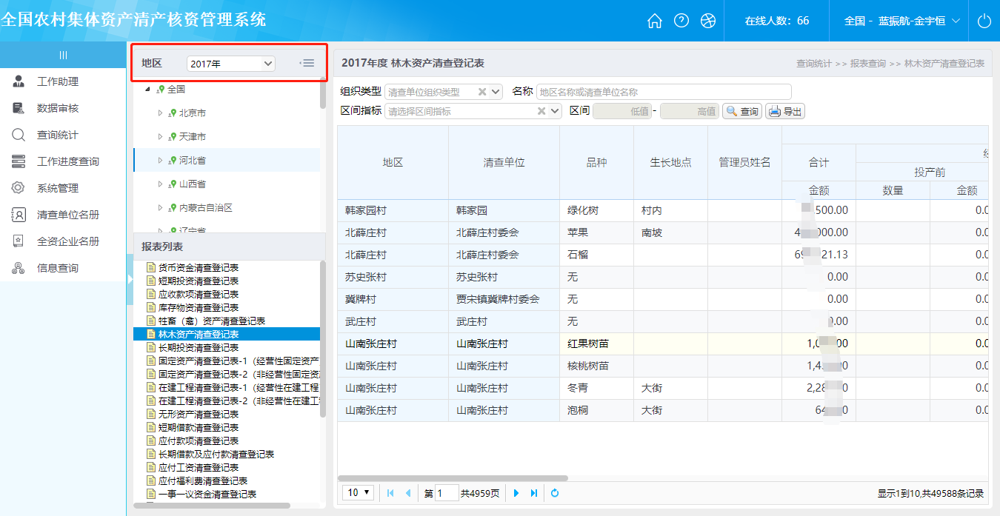 全国农村集体资产清产核资管理系统
在线人数：66
全国 - 蓝振航-金宇恒
工作助理
数据审核
查询统计
工作进度查询
系统管理
清查单位名册
全资企业名册
信息查询
地区 2017年
全国
北京市
天津市
河北省
山西省
内蒙古自治区
辽宁省
报表列表
货币资金清查登记表
短期投资清查登记表
应收款项清查登记表
库存物资清查登记表
牲畜（禽）资产清查登记表
林木资产清查登记表
长期投资清查登记表
固定资产清查登记表-1（经营性固定资产
固定资产清查登记表-2（非经营性固定资
在建工程清查登记表-1（经营性在建工程
在建工程清查登记表-2（非经营性在建工
无形资产清查登记表
短期借款清查登记表
应付款项清查登记表
长期借款及应付款清查登记表
应付工资清查登记表
应付福利费清查登记表
一事一议资金清查登记表
2017年度 林木资产清查登记表
查询统计 >> 报表查询 >> 林木资产清查登记表
组织类型 清查单位组织类型 名称 地区名称或清查单位名称
区间指标 请选择区间指标 区间 低值 - 高值 查询 导出
地区 清查单位 品种 生长地点 管理员姓名 合计
投产前
金额 数量 金额
韩家园村 韩家园 绿化树 村内 ,500.00 0.0
北薛庄村 北薛庄村委会 苹果 南坡 4 000.00 0.0
北薛庄村 北薛庄村委会 石榴 69 21.13 0.0
苏史张村 苏史张村 无 0.00 0.0
冀牌村 贾宋镇冀牌村委会 无 0.00 0.0
武庄村 武庄村 无 0.00 0.0
山南张庄村 山南张庄村 红果树苗 1,0 00 0.0
山南张庄村 山南张庄村 核桃树苗 1,4 0 0.0
山南张庄村 山南张庄村 冬青 大街 2,28 0 0.0
山南张庄村 山南张庄村 泡桐 大街 64 0 0.0
10 第 1 共4959页
显示1到10,共49588条记录